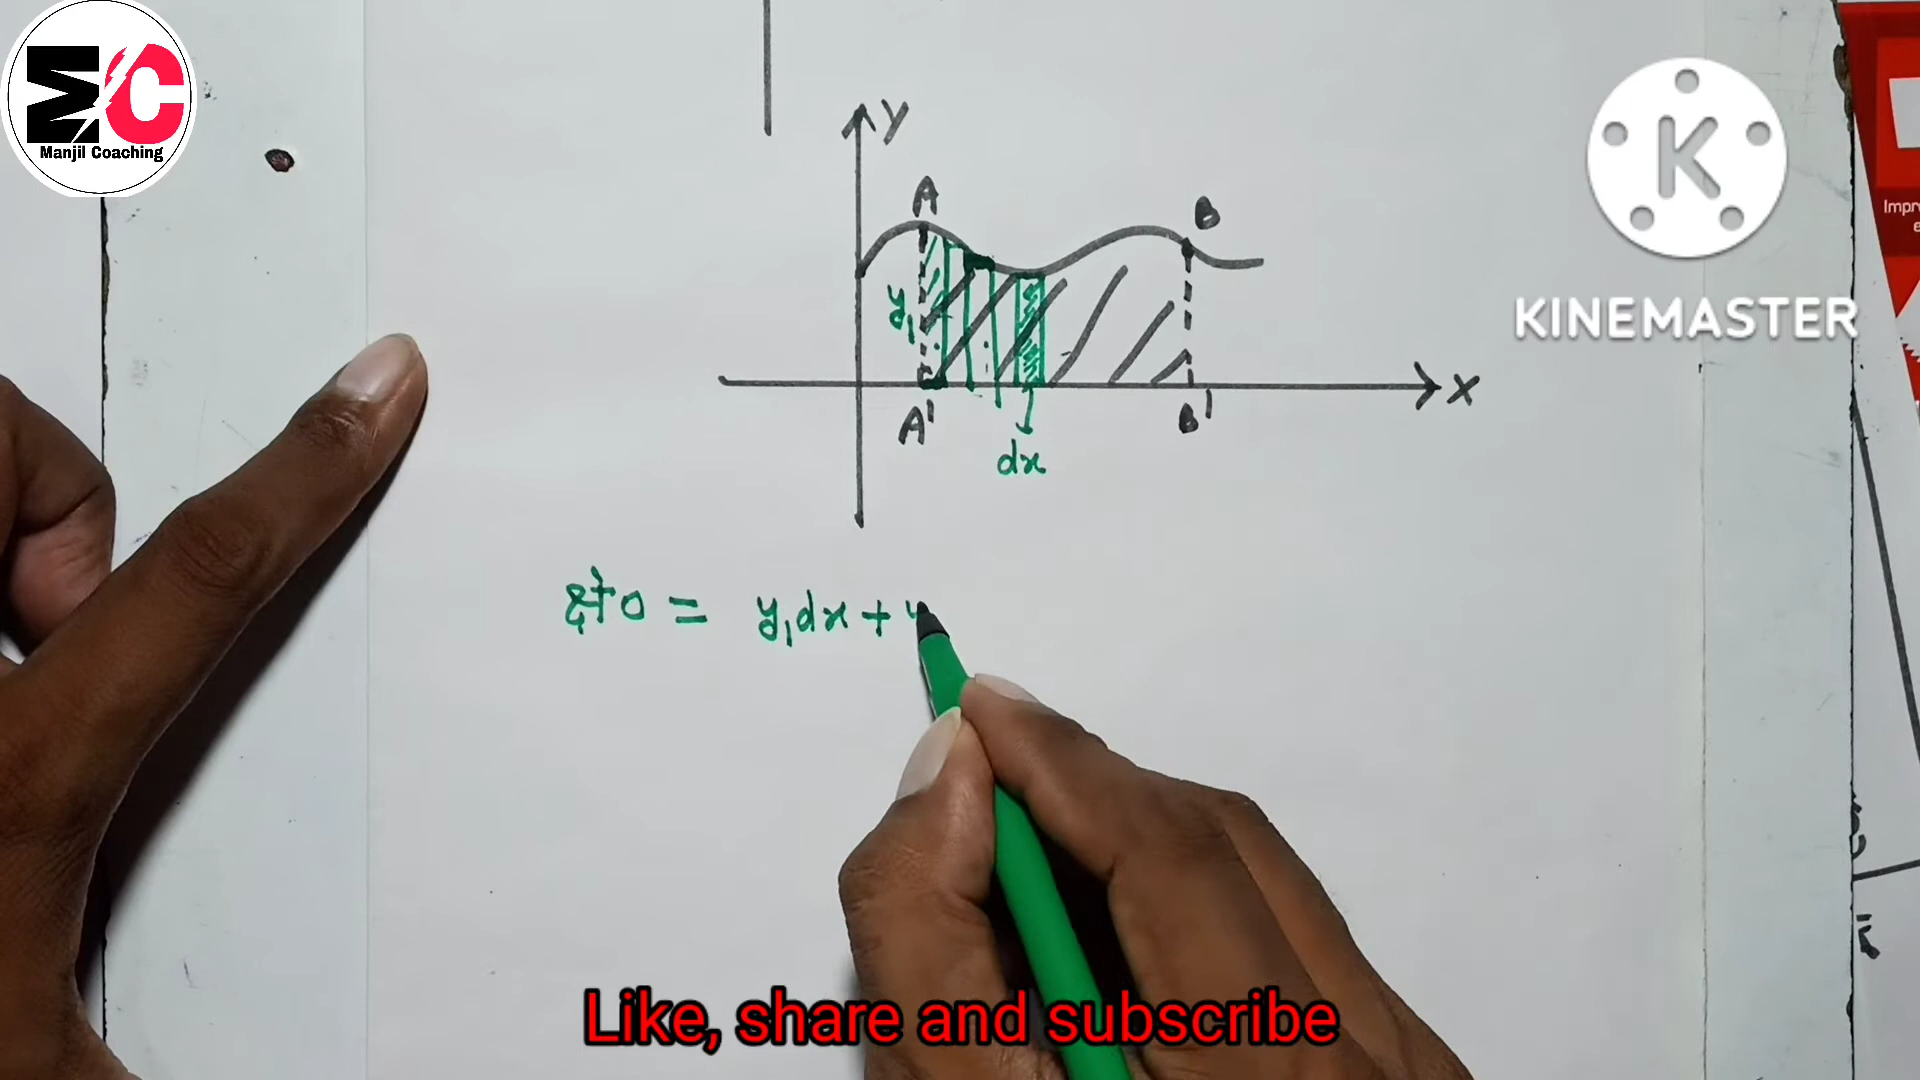 Manjil Coaching
y
A
B
y₁
x
A'
B'
dx
KINEMASTER
क्षे० = y₁dx + y
Like, share and subscribe